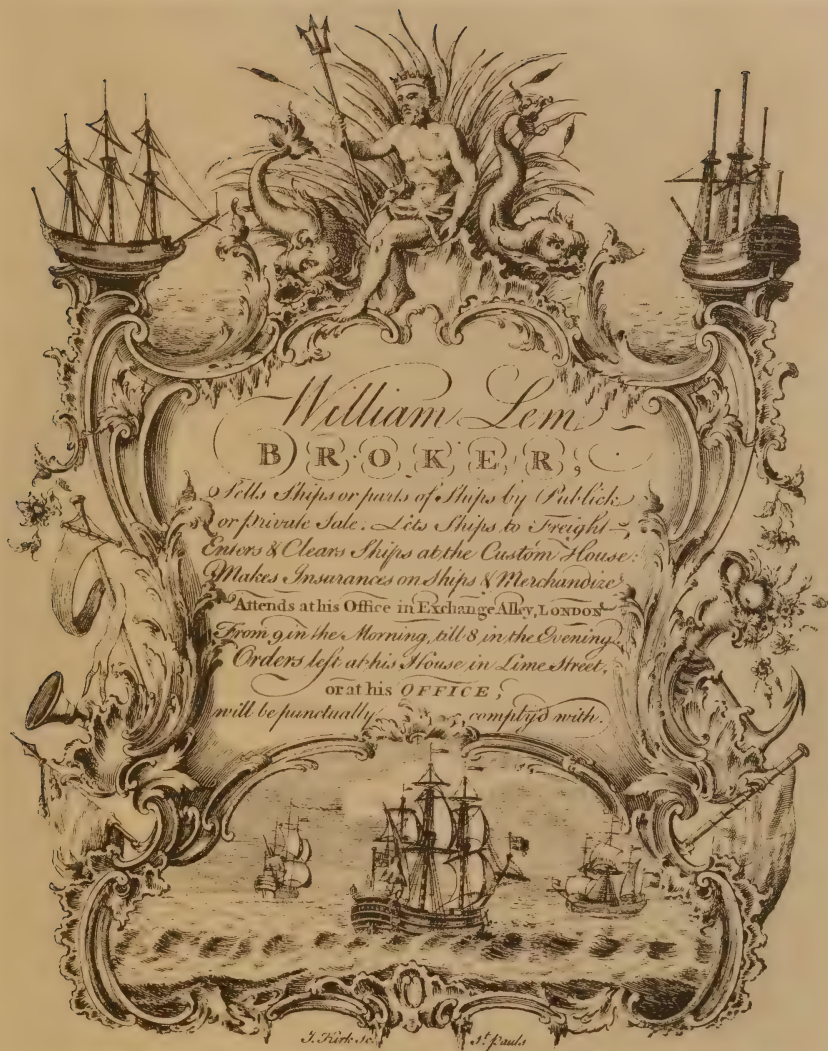 William Lem
BROKER,
Sells Ships or parts of Ships by Publick
or private Sale. Lets Ships to Freight
Enters & Clears Ships at the Custom House:
Makes Insurances on Ships & Merchandize
Attends at his Office in Exchange Alley, LONDON
From 9 in the Morning, till 8 in the Evening.
Orders left at his House in Lime Street,
or at his OFFICE,
will be punctually comply'd with.
J. Kirk sc. St. Pauls